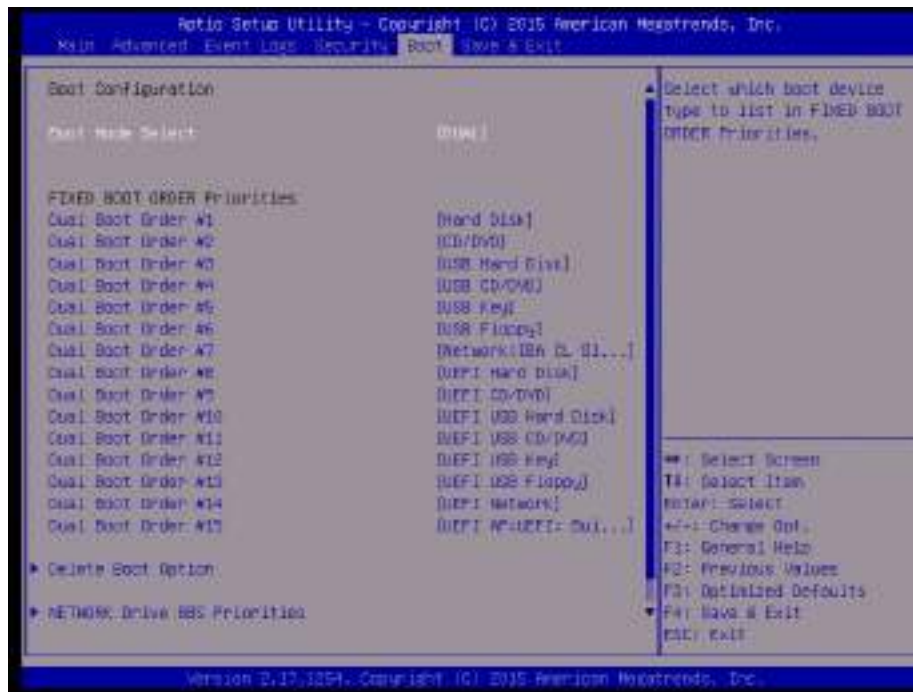 Aptio Setup Utility – Copyright (C) 2015 American Megatrends, Inc.
Main Advanced Event Logs Security Boot Save & Exit
Boot Configuration
Boot Mode Select [DUAL]
FIXED BOOT ORDER Priorities
Dual Boot Order #1 [Hard Disk]
Dual Boot Order #2 [CD/DVD]
Dual Boot Order #3 [USB Hard Disk]
Dual Boot Order #4 [USB CD/DVD]
Dual Boot Order #5 [USB Key]
Dual Boot Order #6 [USB Floppy]
Dual Boot Order #7 [Network:IBA CL Sl...]
Dual Boot Order #8 [UEFI Hard Disk]
Dual Boot Order #9 [UEFI CD/DVD]
Dual Boot Order #10 [UEFI USB Hard Disk]
Dual Boot Order #11 [UEFI USB CD/DVD]
Dual Boot Order #12 [UEFI USB Key]
Dual Boot Order #13 [UEFI USB Floppy]
Dual Boot Order #14 [UEFI Network]
Dual Boot Order #15 [UEFI AP:UEFI: Bui...]
Delete Boot Option
NETWORK Drive BBS Priorities
Select which boot device
type to list in FIXED BOOT
ORDER Priorities.
: Select Screen
: Select Item
Enter: Select
+/-: Change Opt.
F1: General Help
F2: Previous Values
F3: Optimized Defaults
F4: Save & Exit
ESC: Exit
Version 2.17.1254. Copyright (C) 2015 American Megatrends, Inc.